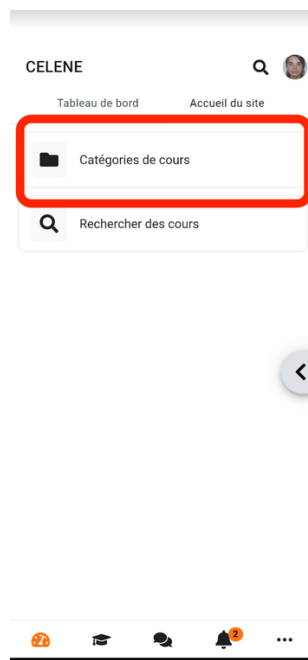 CELENE
Tableau de bord Accueil du site
Catégories de cours
Rechercher des cours
2